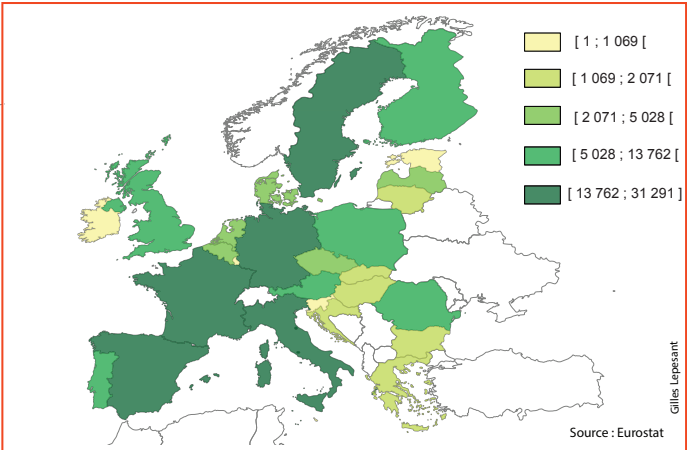 [ 1 ; 1 069 [
[ 1 069 ; 2 071 [
[ 2 071 ; 5 028 [
[ 5 028 ; 13 762 [
[ 13 762 ; 31 291 ]
Gilles Lepesant
Source : Eurostat